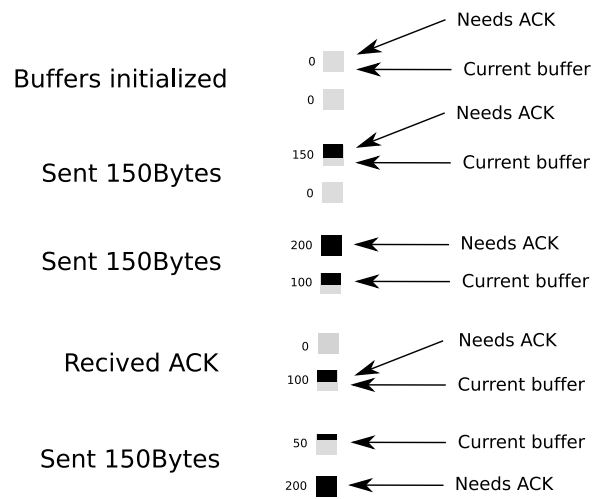 Needs ACK
0
Current buffer
Buffers initialized
0
Needs ACK
150
Current buffer
Sent 150Bytes
0
200
Needs ACK
Sent 150Bytes
100
Current buffer
0
Needs ACK
Recived ACK
100
Current buffer
50
Current buffer
Sent 150Bytes
200
Needs ACK